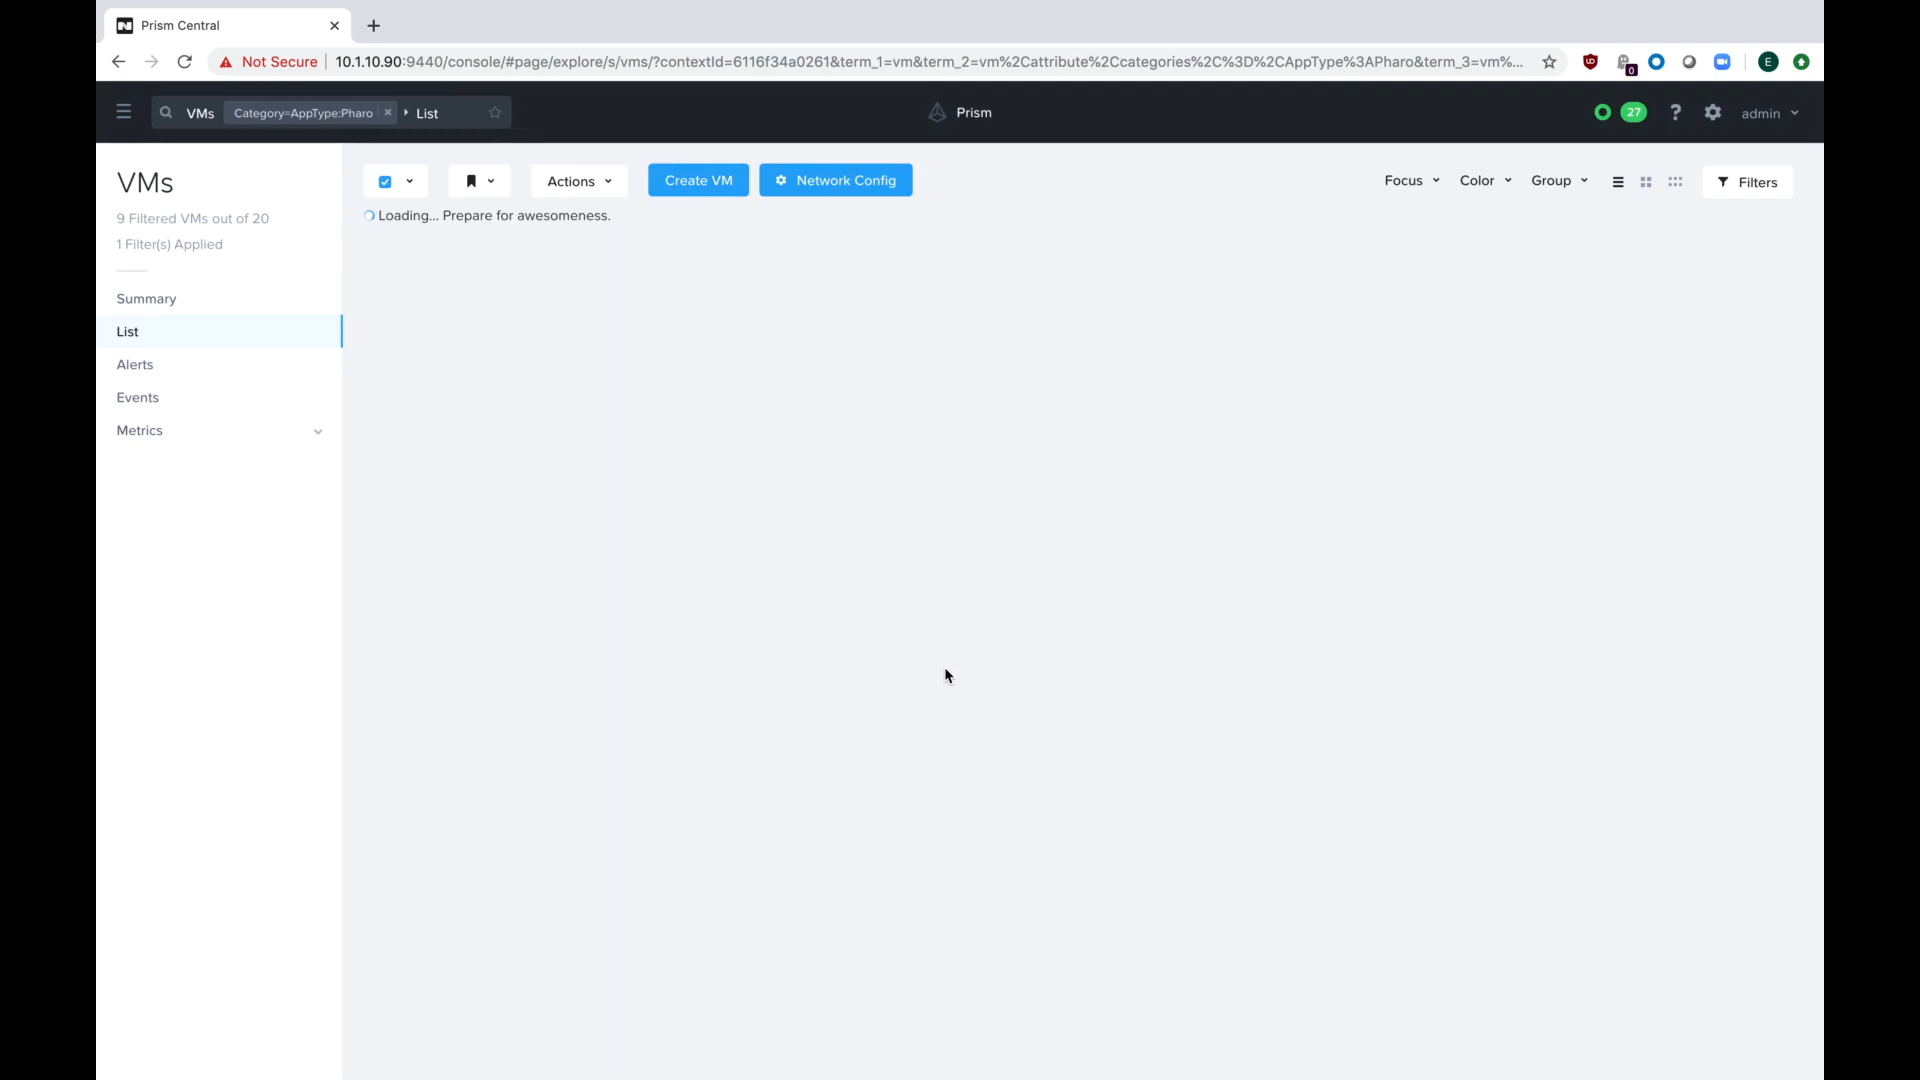 Prism Central
Not Secure 10.1.10.90:9440/console/#page/explore/s/vms/?contextId=6116f34a0261&term_1=vm&term_2=vm%2Cattribute%2Ccategories%2C%3D%2CAppType%3APharo&term_3=vm%...
0
E
VMs Category=AppType:Pharo List
Prism
27
?
admin
VMs
9 Filtered VMs out of 20
1 Filter(s) Applied
Summary
List
Alerts
Events
Metrics
Actions
Create VM
Network Config
Focus
Color
Group
Filters
Loading... Prepare for awesomeness.